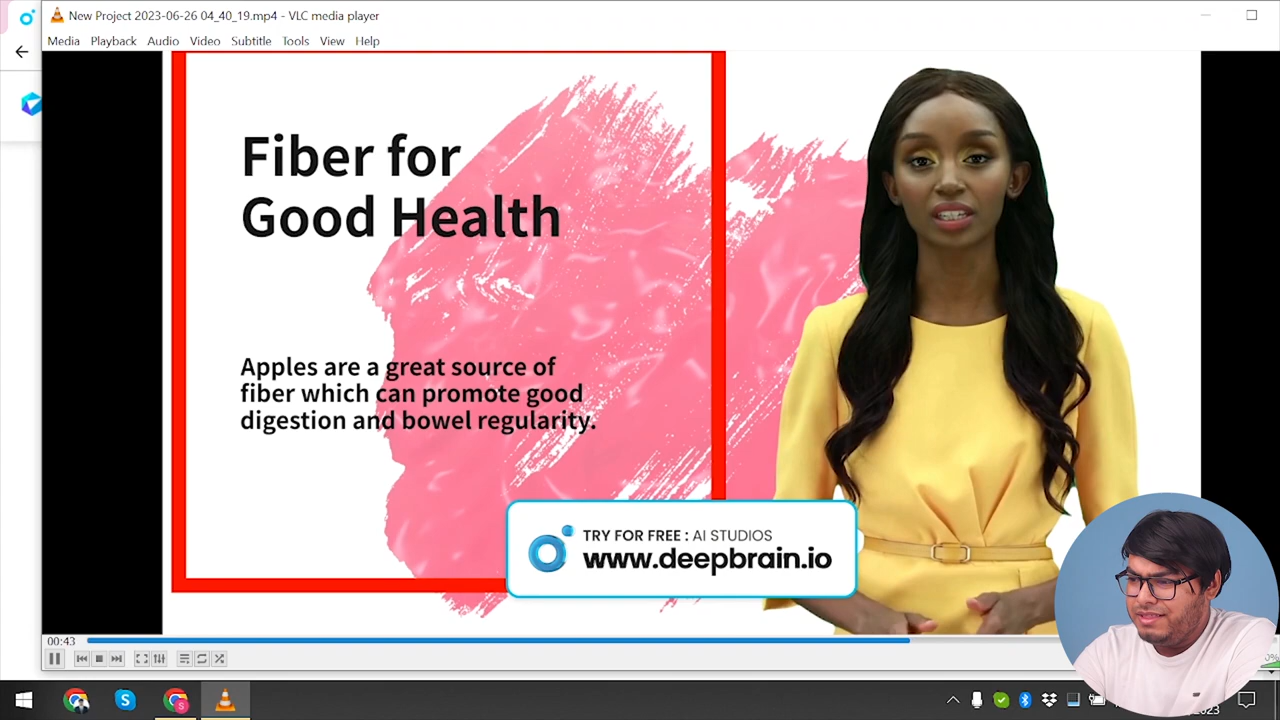 New Project 2023-06-26 04_40_19.mp4 - VLC media player
Media Playback Audio Video Subtitle Tools View Help
Fiber for
Good Health
Apples are a great source of
fiber which can promote good
digestion and bowel regularity.
TRY FOR FREE : AI STUDIOS
www.deepbrain.io
00:43